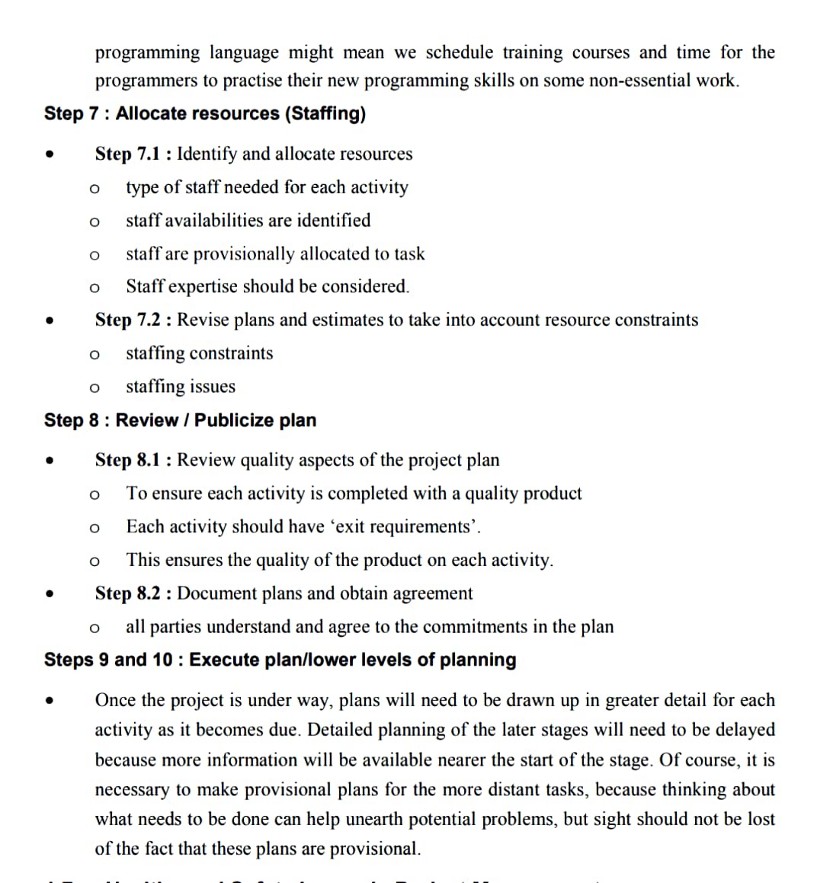 programming language might mean we schedule training courses and time for the
programmers to practise their new programming skills on some non-essential work.
Step 7 : Allocate resources (Staffing)
• Step 7.1 : Identify and allocate resources
o type of staff needed for each activity
o staff availabilities are identified
o staff are provisionally allocated to task
o Staff expertise should be considered.
• Step 7.2 : Revise plans and estimates to take into account resource constraints
o staffing constraints
o staffing issues
Step 8 : Review / Publicize plan
• Step 8.1 : Review quality aspects of the project plan
o To ensure each activity is completed with a quality product
o Each activity should have ‘exit requirements’.
o This ensures the quality of the product on each activity.
• Step 8.2 : Document plans and obtain agreement
o all parties understand and agree to the commitments in the plan
Steps 9 and 10 : Execute plan/lower levels of planning
• Once the project is under way, plans will need to be drawn up in greater detail for each
activity as it becomes due. Detailed planning of the later stages will need to be delayed
because more information will be available nearer the start of the stage. Of course, it is
necessary to make provisional plans for the more distant tasks, because thinking about
what needs to be done can help unearth potential problems, but sight should not be lost
of the fact that these plans are provisional.